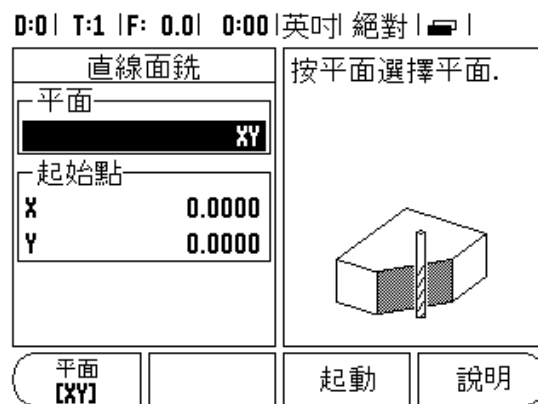 D:0| T:1 |F: 0.0| 0:00|英吋| 絕對|
直線面銑
平面
XY
起始點
X 0.0000
Y 0.0000
按平面選擇平面.
平面
[XY]
起動
說明